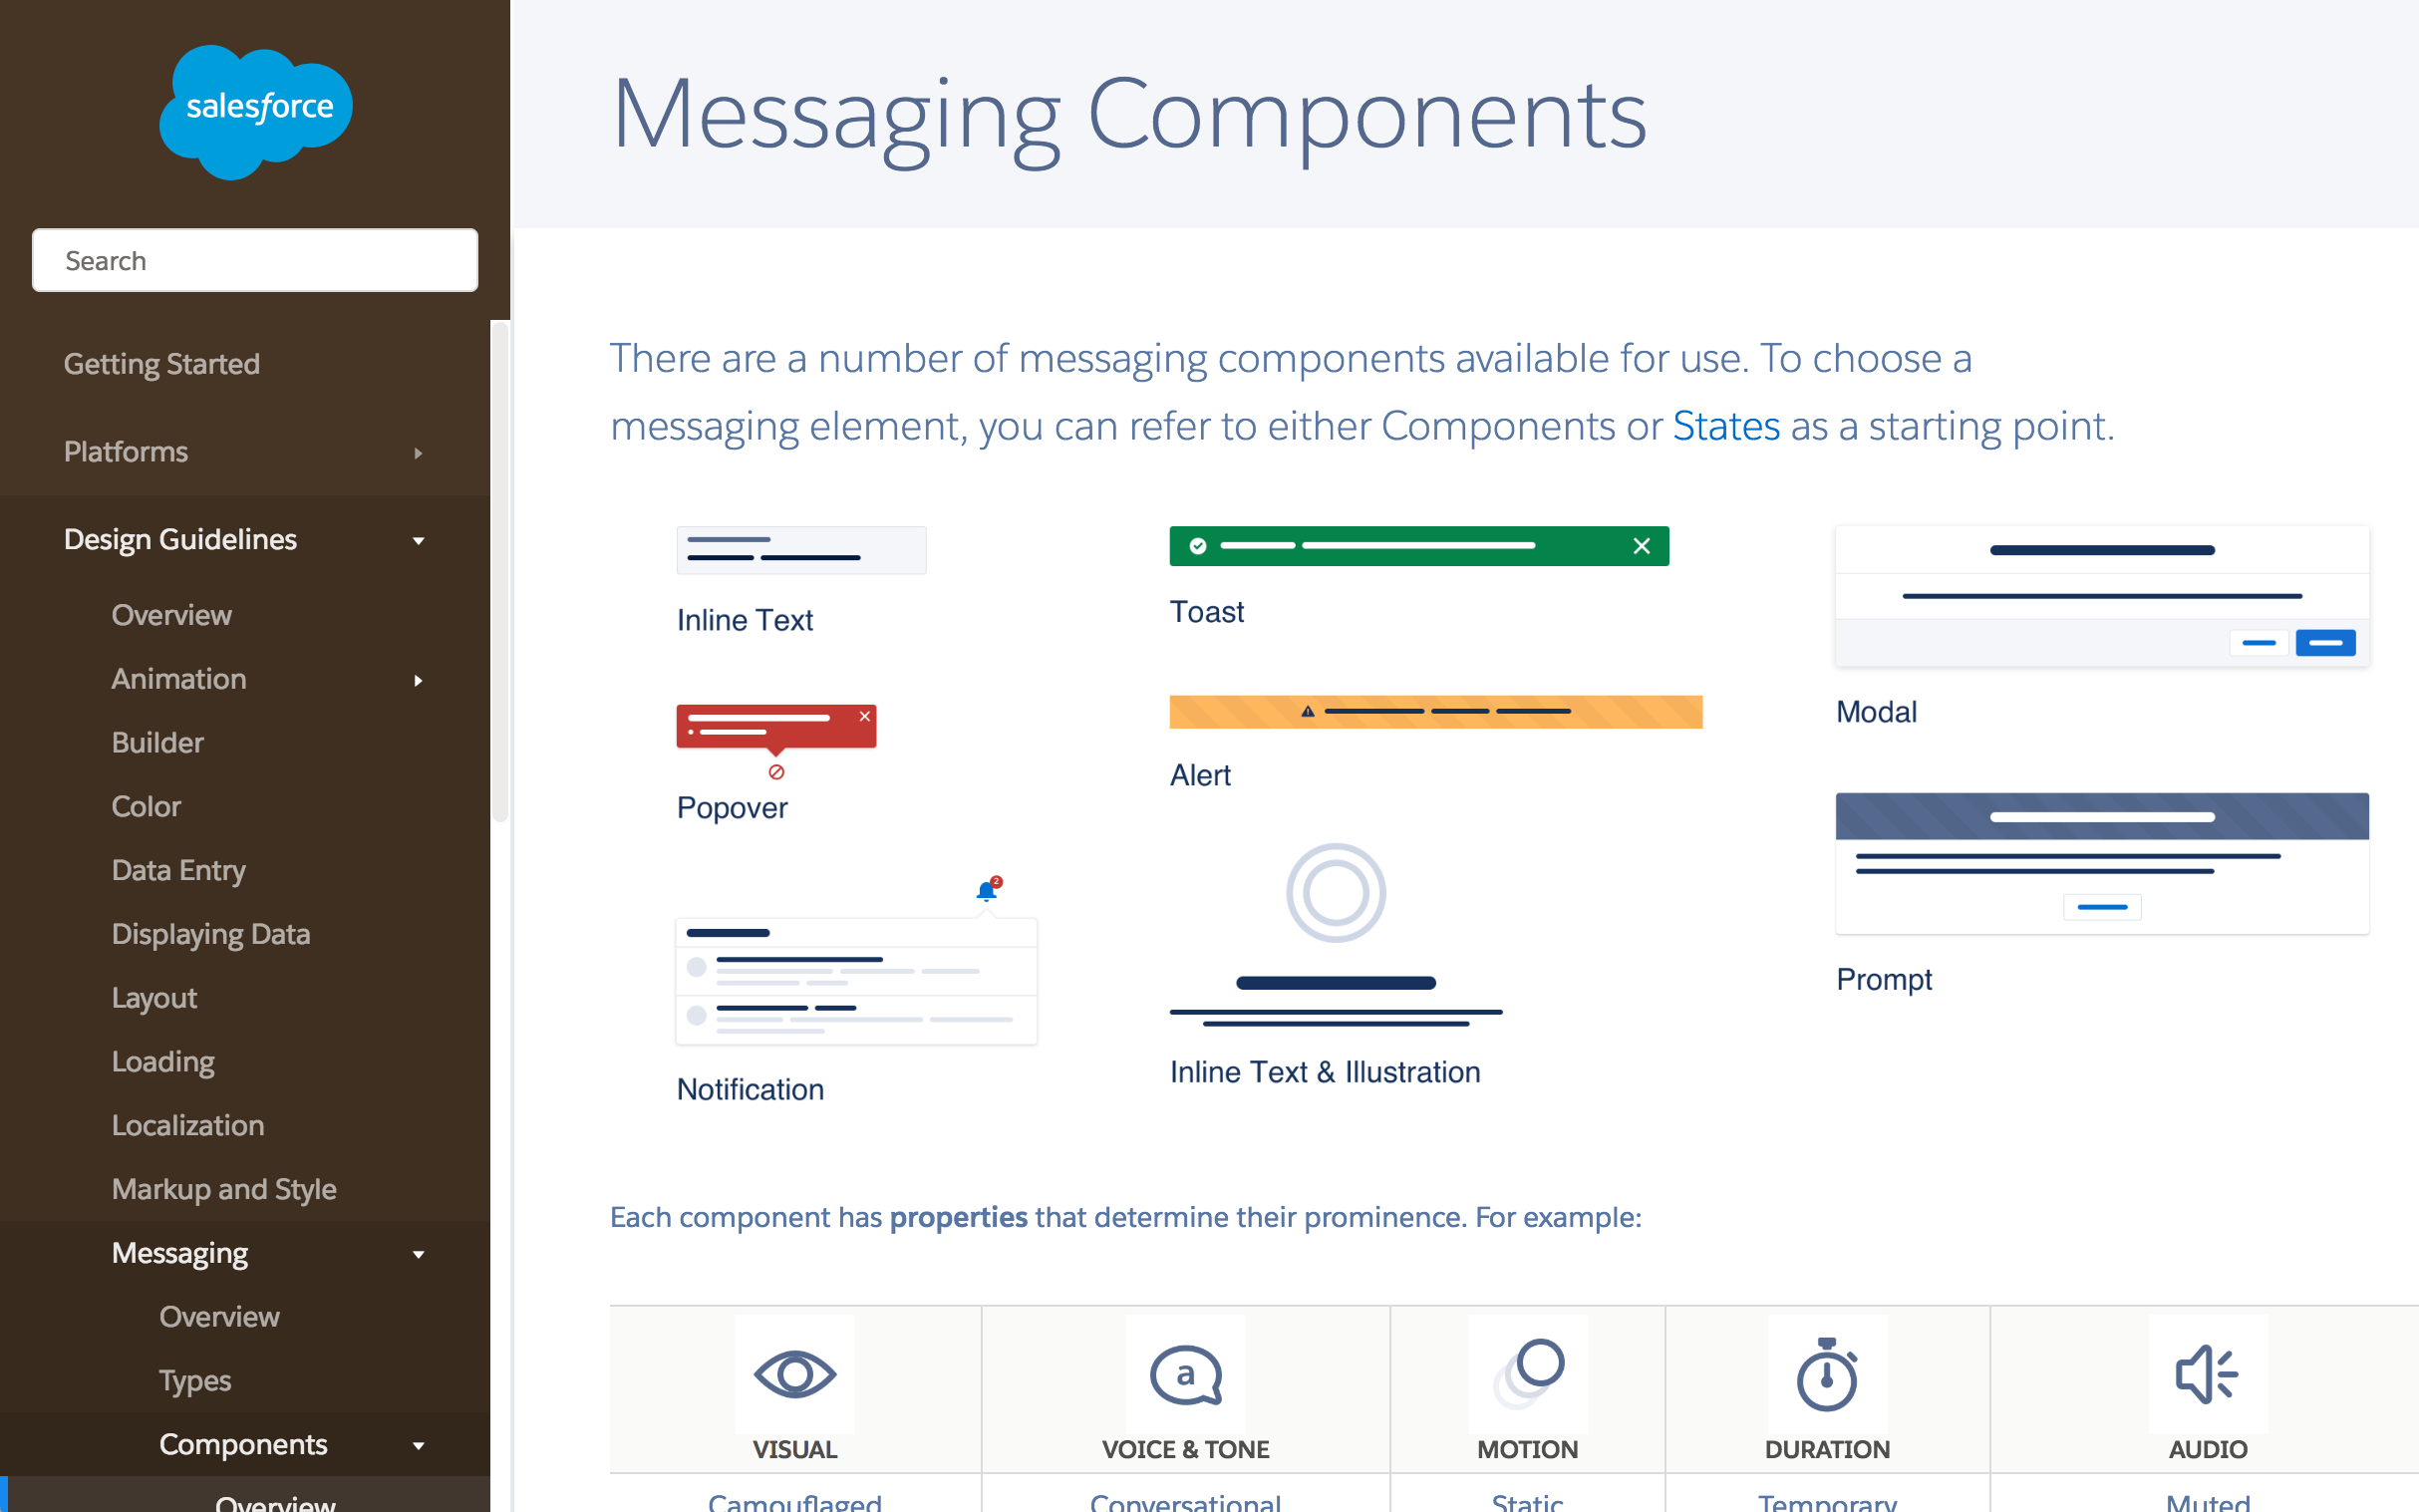 salesforce
Search
Getting Started
Platforms
Design Guidelines
Overview
Animation
Builder
Color
Data Entry
Displaying Data
Layout
Loading
Localization
Markup and Style
Messaging
Overview
Types
Components
Overview
Messaging Components
There are a number of messaging components available for use. To choose a
messaging element, you can refer to either Components or States as a starting point.
Inline Text
Toast
Modal
Popover
Alert
Prompt
2
Notification
Inline Text & Illustration
Each component has properties that determine their prominence. For example:
a
VISUAL
VOICE & TONE
MOTION
DURATION
AUDIO
Camouflaged
Conversational
Static
Temporary
Muted